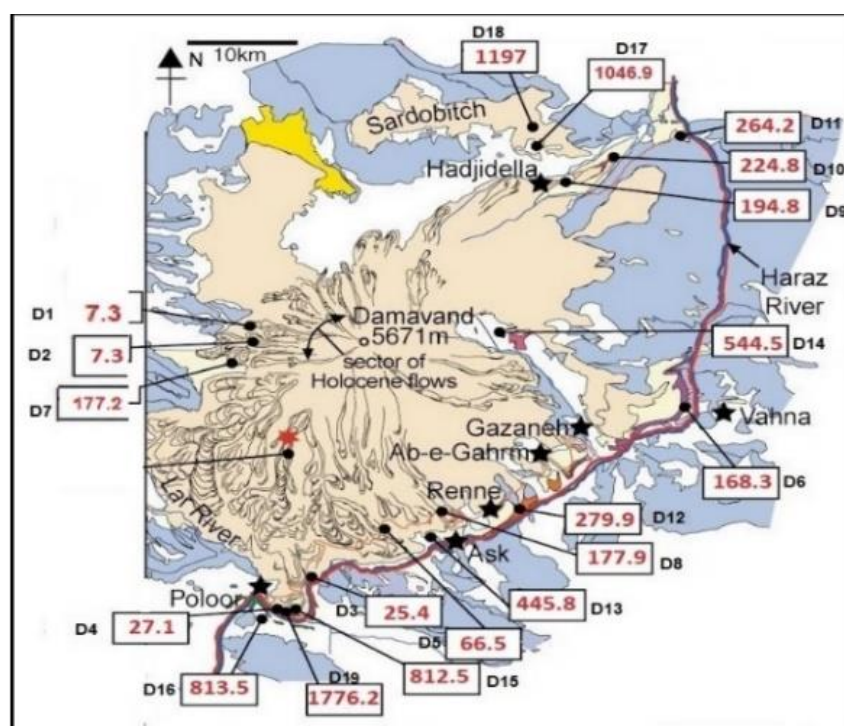 D18
1197
D17
1046.9
10km
N
Sardobitch
D11
264.2
Hadjidella
224.8
D10
194.8
D9
Haraz
River
D1
7.3
D2
7.3
D7
177.2
Damavand
5671m
sector of
Holocene flows
544.5
D14
Gazaneh
Vahna
Ab-e-Gahrm
Renne
168.3
D6
Lar River
279.9
D12
Ask
177.9
D8
Poloor
D3
25.4
445.8
D13
D4
27.1
D5
66.5
D16
813.5
D19
1776.2
812.5
D15